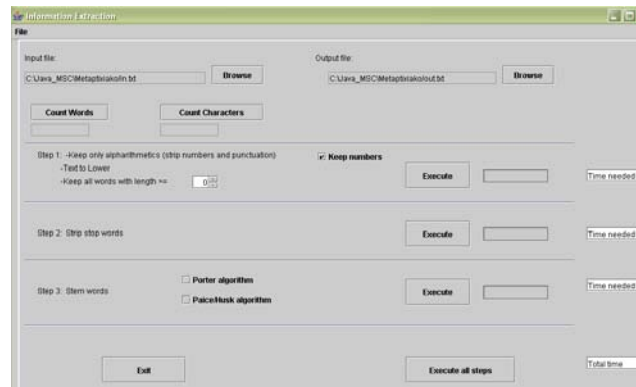 Information Extraction
File
Input file:
Output file:
C:\Java_MSC\Metaptixiako\in.txt
Browse
C:\Java_MSC\Metaptixiako\out.txt
Browse
Count Words
Count Characters
Step 1: -Keep only alpharithmetics (strip numbers and punctuation)
Keep numbers
-Text to Lower
-Keep all words with length >=
0
Execute
Time needed
Step 2: Strip stop words
Execute
Time needed
Step 3: Stem words
Porter algorithm
Paice/Husk algorithm
Execute
Time needed
Exit
Execute all steps
Total time